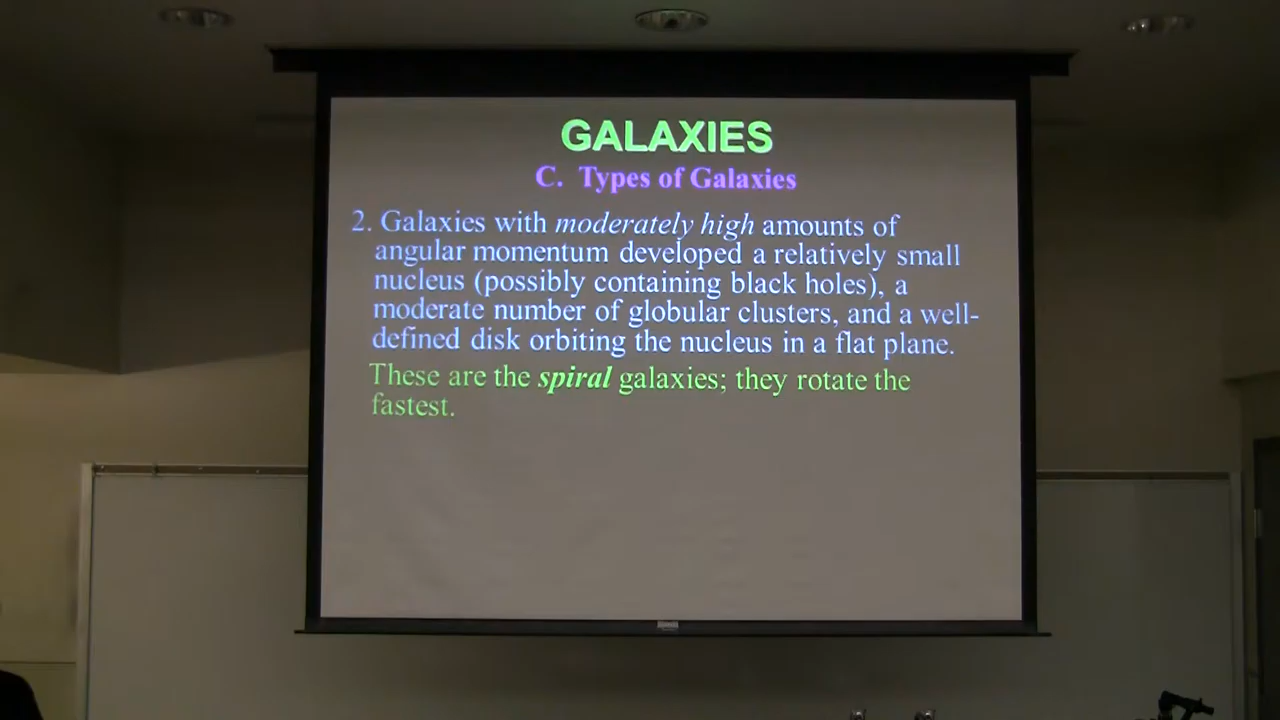 GALAXIES
C. Types of Galaxies
2. Galaxies with moderately high amounts of
angular momentum developed a relatively small
nucleus (possibly containing black holes), a
moderate number of globular clusters, and a well-
defined disk orbiting the nucleus in a flat plane.
These are the spiral galaxies; they rotate the
fastest.